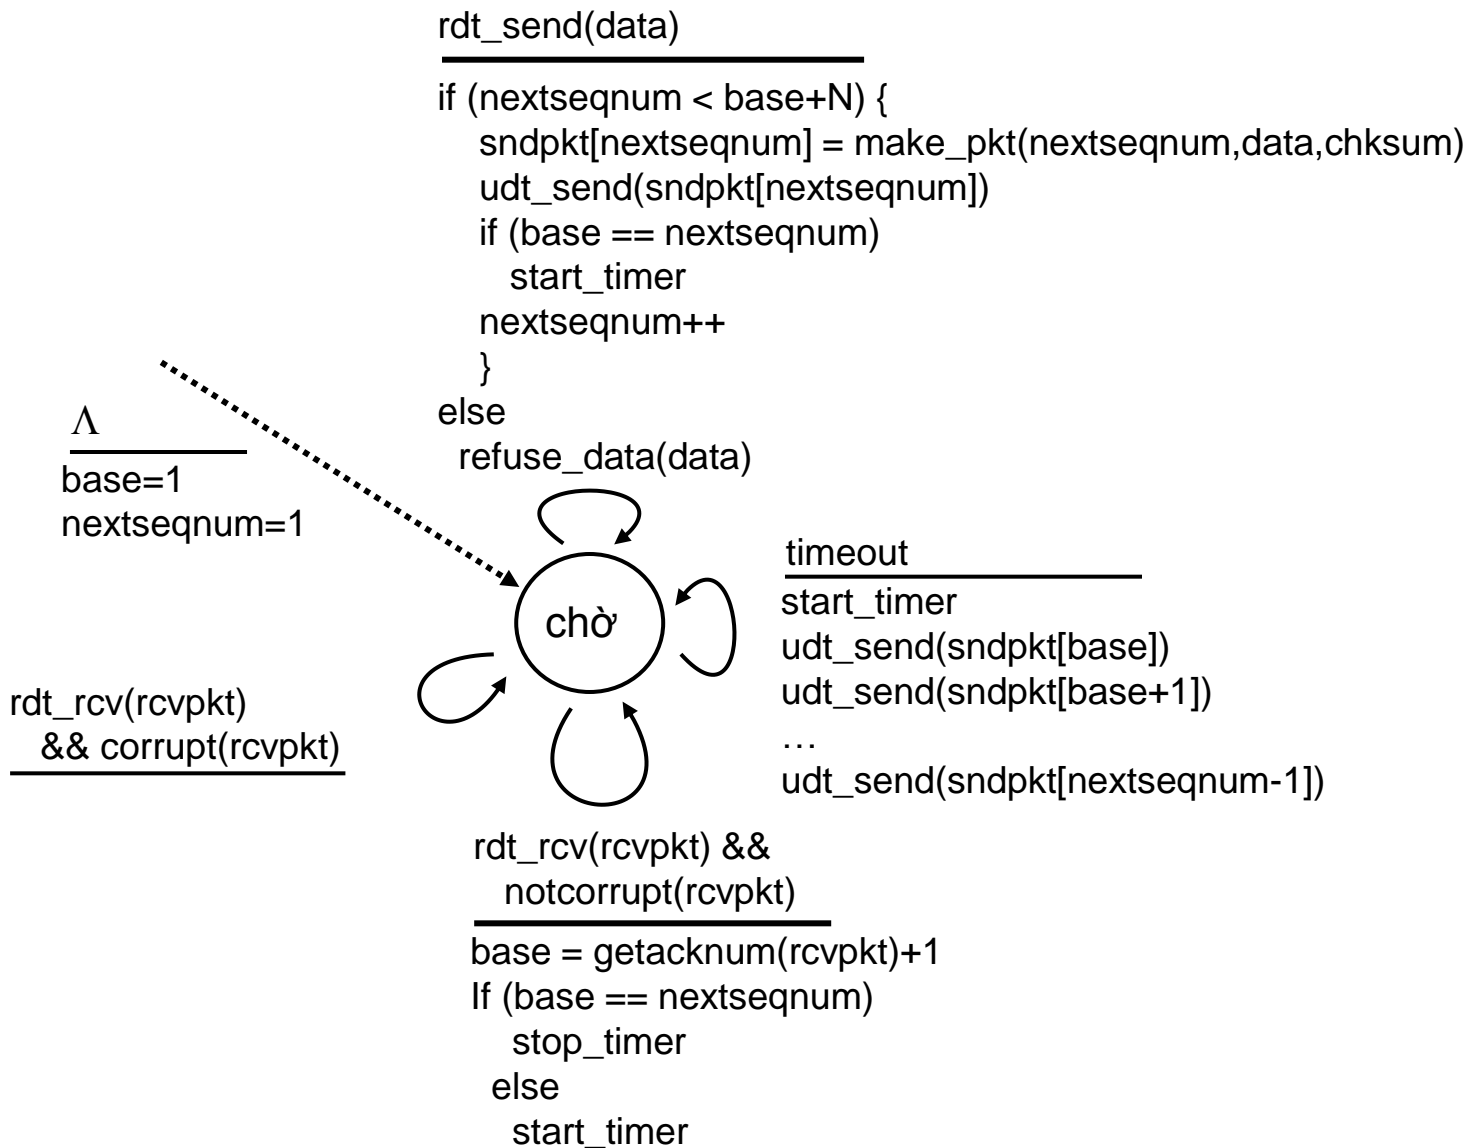 rdt_send(data)
if (nextseqnum < base+N) {
sndpkt[nextseqnum] = make_pkt(nextseqnum,data,chksum)
udt_send(sndpkt[nextseqnum])
if (base == nextseqnum)
start_timer
nextseqnum++
}
else
refuse_data(data)
Λ
base=1
nextseqnum=1
chờ
timeout
start_timer
udt_send(sndpkt[base])
udt_send(sndpkt[base+1])
…
udt_send(sndpkt[nextseqnum-1])
rdt_rcv(rcvpkt)
&& corrupt(rcvpkt)
rdt_rcv(rcvpkt) &&
notcorrupt(rcvpkt)
base = getacknum(rcvpkt)+1
If (base == nextseqnum)
stop_timer
else
start_timer